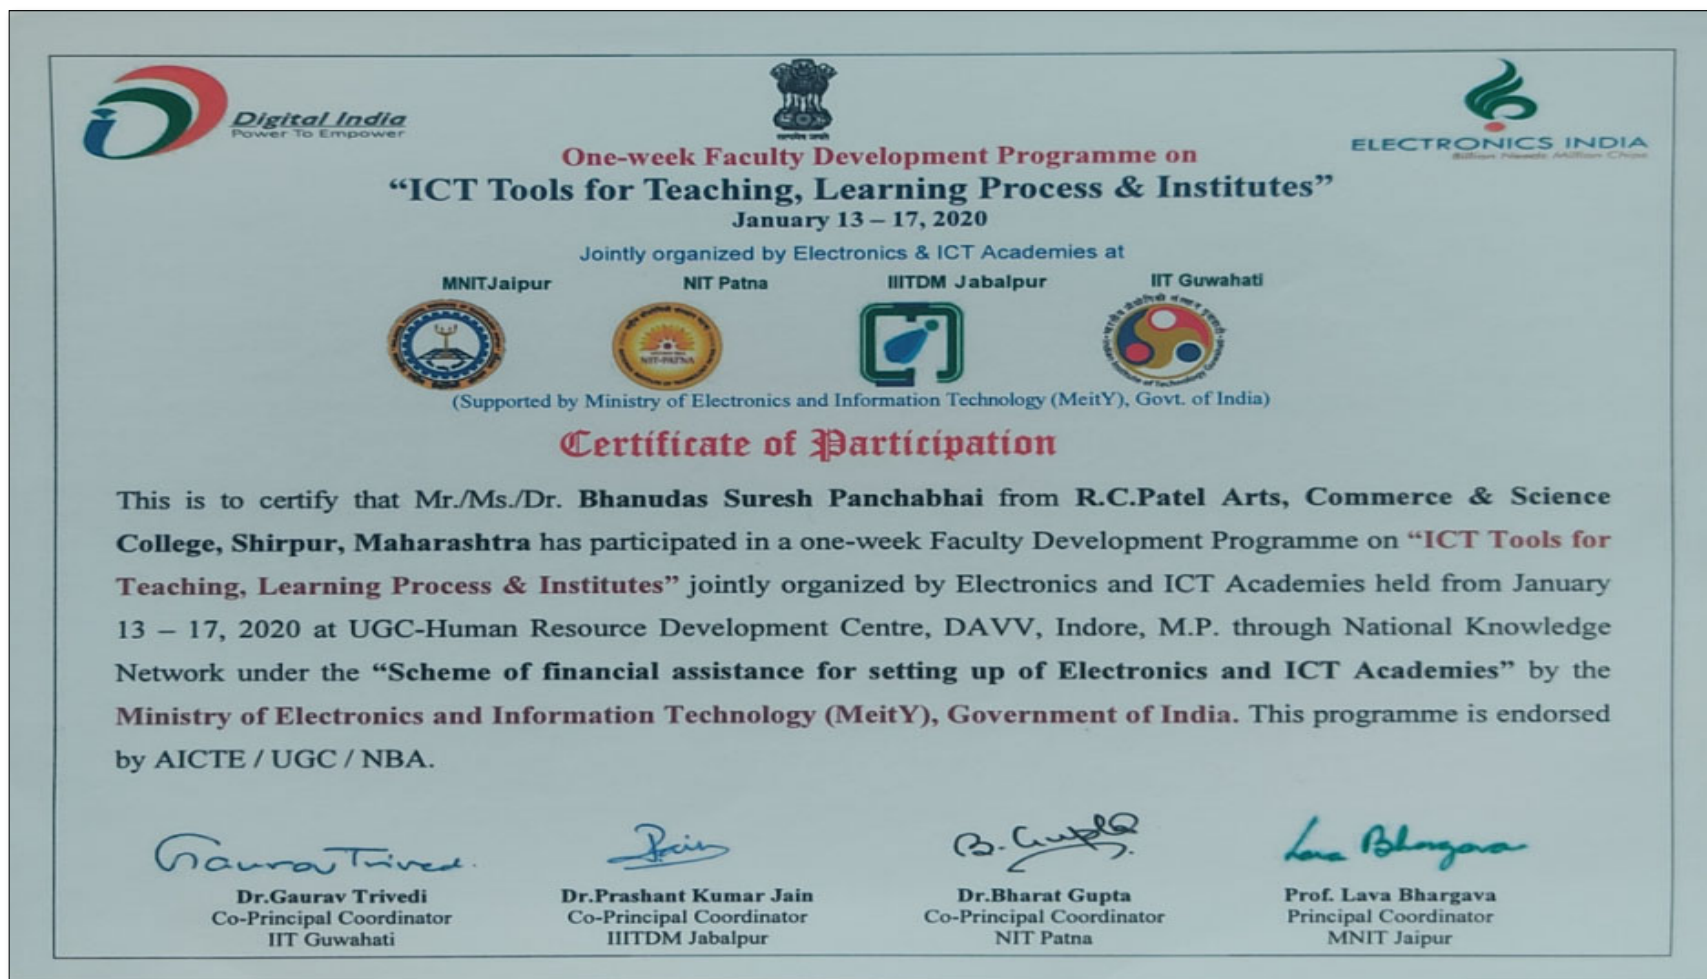 Digital India
Power To Empower
सत्यमेव जयते
ELECTRONICS INDIA
One-week Faculty Development Programme on
“ICT Tools for Teaching, Learning Process & Institutes”
January 13 – 17, 2020
Jointly organized by Electronics & ICT Academies at
MNITJaipur NIT Patna IIITDM Jabalpur IIT Guwahati
NIT-PATNA
(Supported by Ministry of Electronics and Information Technology (MeitY), Govt. of India)
Certificate of Participation
This is to certify that Mr./Ms./Dr. Bhanudas Suresh Panchabhai from R.C.Patel Arts, Commerce & Science
College, Shirpur, Maharashtra has participated in a one-week Faculty Development Programme on “ICT Tools for
Teaching, Learning Process & Institutes” jointly organized by Electronics and ICT Academies held from January
13 – 17, 2020 at UGC-Human Resource Development Centre, DAVV, Indore, M.P. through National Knowledge
Network under the “Scheme of financial assistance for setting up of Electronics and ICT Academies” by the
Ministry of Electronics and Information Technology (MeitY), Government of India. This programme is endorsed
by AICTE / UGC / NBA.
Gaurav Trivedi B. Gupta Lava Bhargava
Dr.Gaurav Trivedi Dr.Prashant Kumar Jain Dr.Bharat Gupta Prof. Lava Bhargava
Co-Principal Coordinator Co-Principal Coordinator Co-Principal Coordinator Principal Coordinator
IIT Guwahati IIITDM Jabalpur NIT Patna MNIT Jaipur